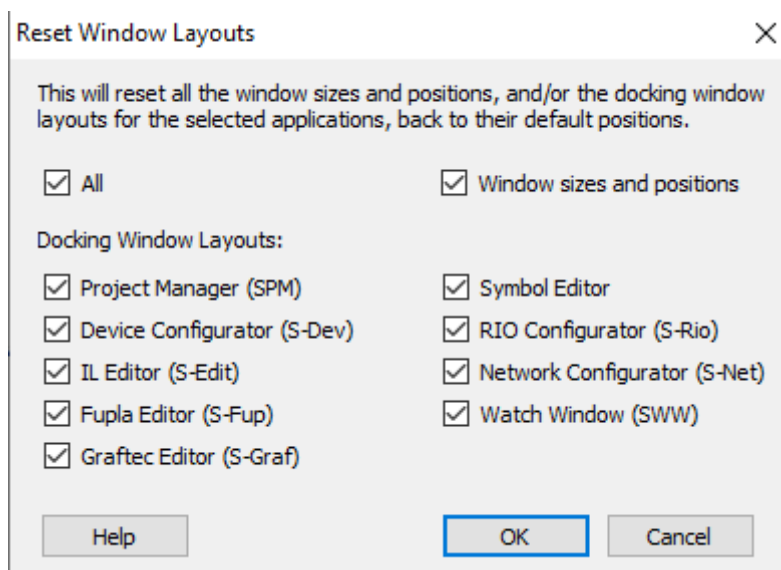 Reset Window Layouts
This will reset all the window sizes and positions, and/or the docking window
layouts for the selected applications, back to their default positions.
All
Window sizes and positions
Docking Window Layouts:
Project Manager (SPM)
Symbol Editor
Device Configurator (S-Dev)
RIO Configurator (S-Rio)
IL Editor (S-Edit)
Network Configurator (S-Net)
Fupla Editor (S-Fup)
Watch Window (SWW)
Graftec Editor (S-Graf)
Help
OK
Cancel